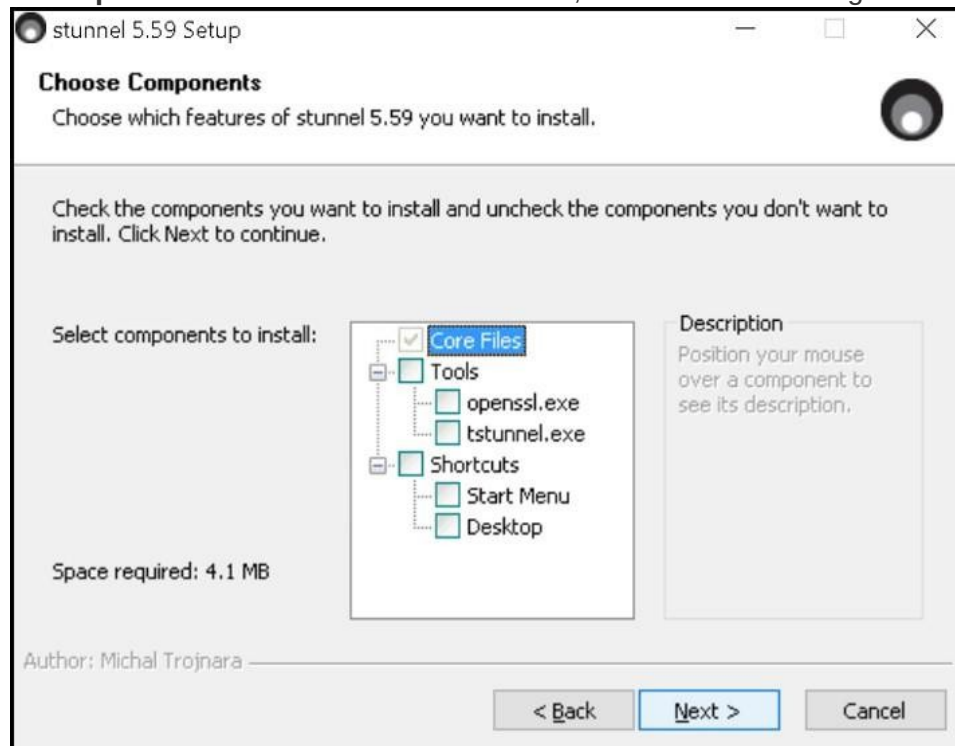 stunnel 5.59 Setup
Choose Components
Choose which features of stunnel 5.59 you want to install.
Check the components you want to install and uncheck the components you don't want to
install. Click Next to continue.
Select components to install:
Core Files
Tools
openssl.exe
tstunnel.exe
Shortcuts
Start Menu
Desktop
Description
Position your mouse
over a component to
see its description.
Space required: 4.1 MB
Author: Michal Trojnara
< Back
Next >
Cancel